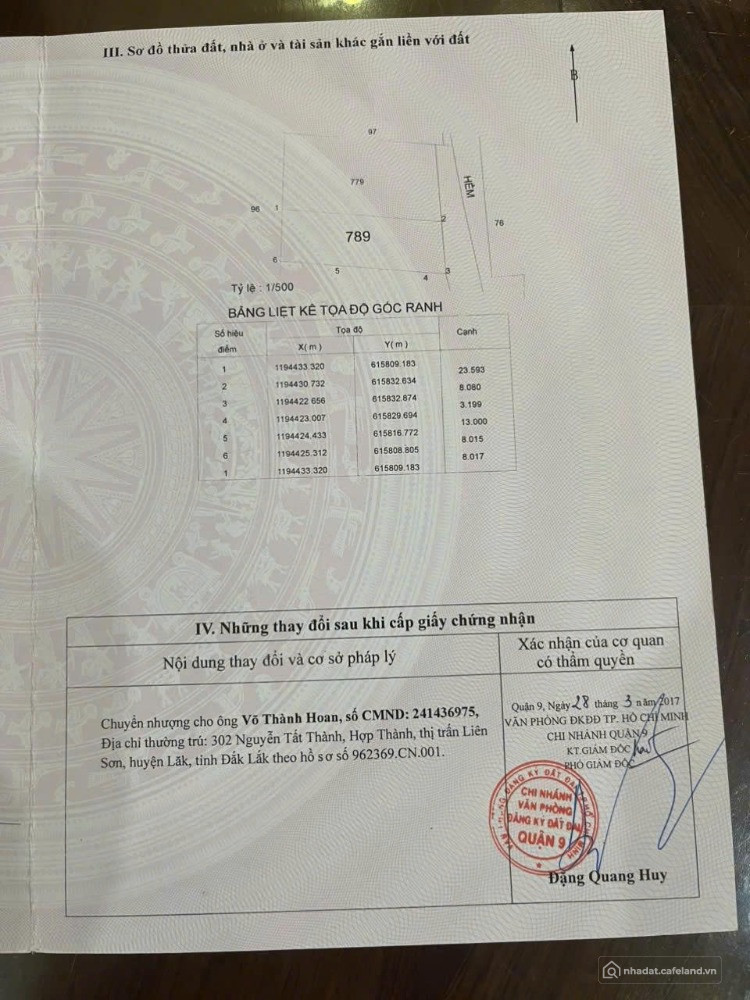 III. Sơ đồ thửa đất, nhà ở và tài sản khác gắn liền với đất
B
97
779
HẺM
96
1
2
76
789
6
5
4
3
Tỷ lệ : 1/500
BẢNG LIỆT KÊ TỌA ĐỘ GÓC RANH
Số hiệu điểm Tọa độ Cạnh
X( m ) Y( m )
1 1194433.320 615809.183
23.593
2 1194430.732 615832.634
8.080
3 1194422.656 615832.874
3.199
4 1194423.007 615829.694
13.000
5 1194424.433 615816.772
8.015
6 1194425.312 615808.805
8.017
1 1194433.320 615809.183
IV. Những thay đổi sau khi cấp giấy chứng nhận
Nội dung thay đổi và cơ sở pháp lý
Xác nhận của cơ quan
có thẩm quyền
Chuyển nhượng cho ông Võ Thành Hoan, số CMND: 241436975,
Địa chỉ thường trú: 302 Nguyễn Tất Thành, Hợp Thành, thị trấn Liên
Sơn, huyện Lăk, tỉnh Đắk Lắk theo hồ sơ số 962369.CN.001.
Quận 9, Ngày 28 tháng 3 năm 2017
VĂN PHÒNG ĐKĐĐ TP. HỒ CHÍ MINH
CHI NHÁNH QUẬN 9
KT.GIÁM ĐỐC
PHÓ GIÁM ĐỐC
CHI NHÁNH
VĂN PHÒNG
ĐĂNG KÝ ĐẤT ĐAI
QUẬN 9
Đặng Quang Huy
nhadat.cafeland.vn